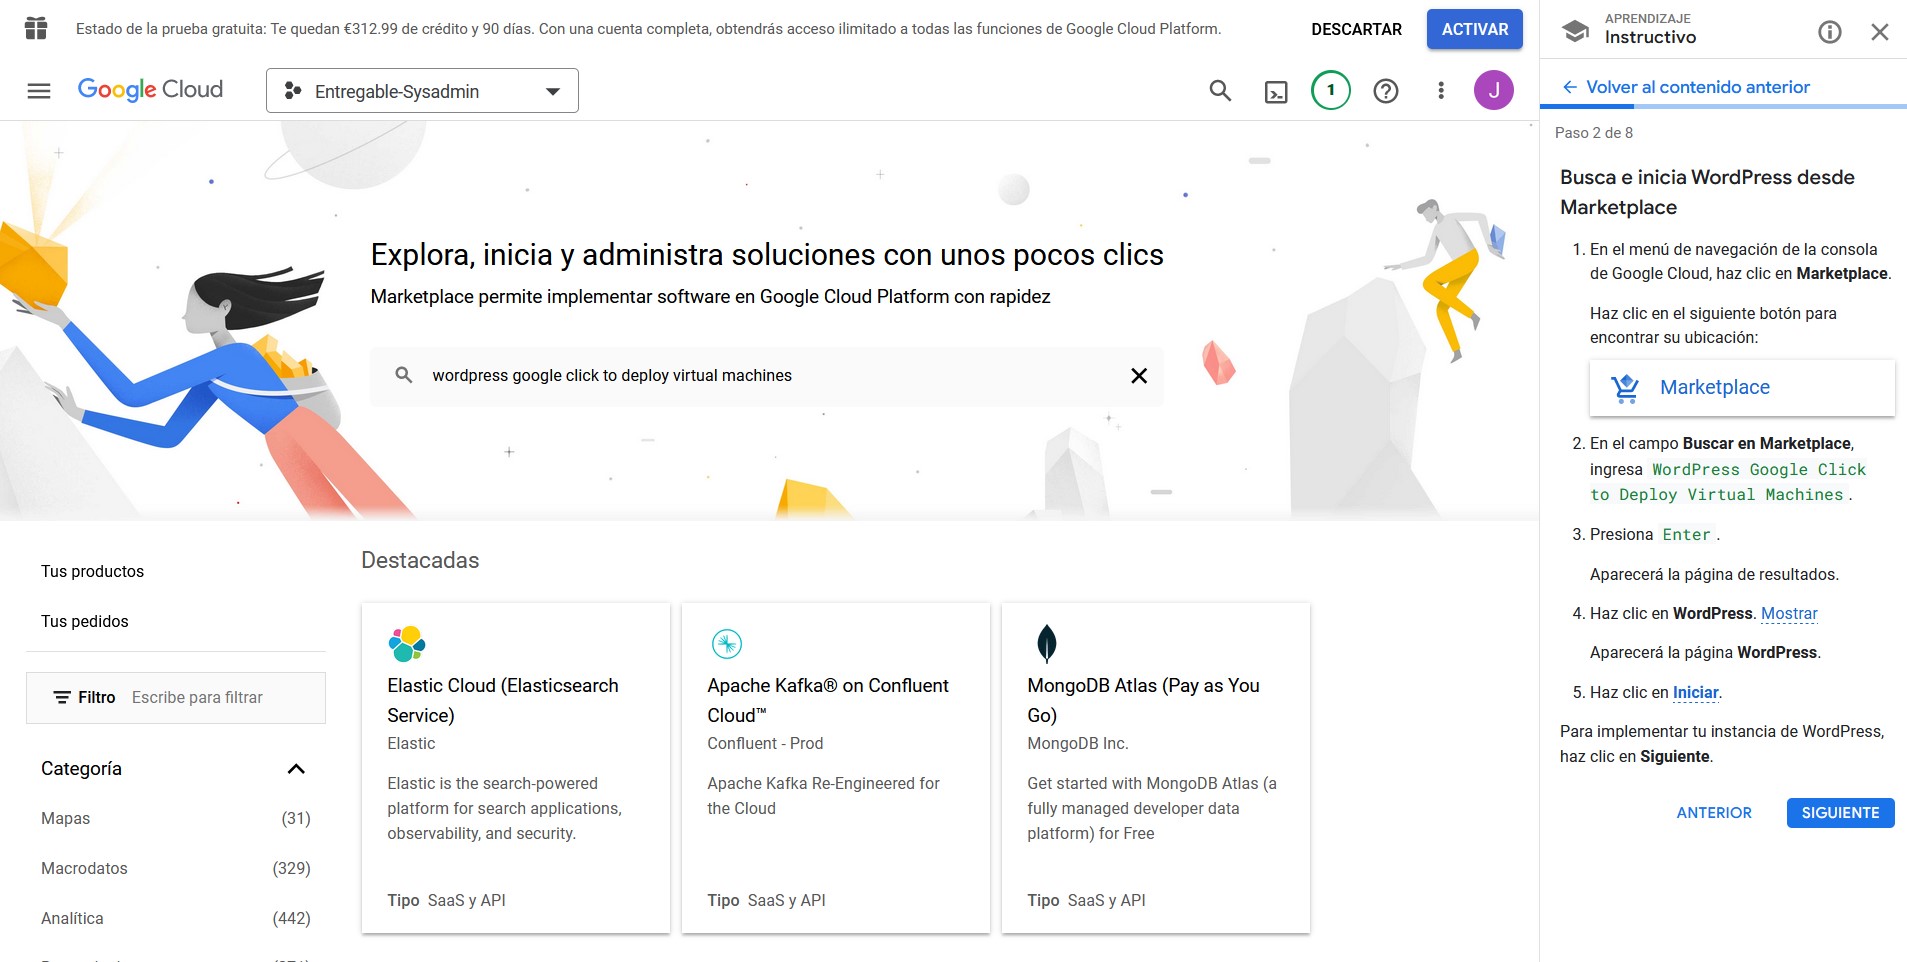 Estado de la prueba gratuita: Te quedan €312.99 de crédito y 90 días. Con una cuenta completa, obtendrás acceso ilimitado a todas las funciones de Google Cloud Platform.
DESCARTAR
ACTIVAR
Google Cloud
Entregable-Sysadmin
1
J
Explora, inicia y administra soluciones con unos pocos clics
Marketplace permite implementar software en Google Cloud Platform con rapidez
wordpress google click to deploy virtual machines
Tus productos
Tus pedidos
Filtro Escribe para filtrar
Categoría
Mapas (31)
Macrodatos (329)
Analítica (442)
Destacadas
Elastic Cloud (Elasticsearch
Service)
Elastic
Elastic is the search-powered
platform for search applications,
observability, and security.
Tipo SaaS y API
Apache Kafka® on Confluent
Cloud™
Confluent - Prod
Apache Kafka Re-Engineered for
the Cloud
Tipo SaaS y API
MongoDB Atlas (Pay as You
Go)
MongoDB Inc.
Get started with MongoDB Atlas (a
fully managed developer data
platform) for Free
Tipo SaaS y API
APRENDIZAJE
Instructivo
Volver al contenido anterior
Paso 2 de 8
Busca e inicia WordPress desde
Marketplace
1. En el menú de navegación de la consola
de Google Cloud, haz clic en Marketplace.
Haz clic en el siguiente botón para
encontrar su ubicación:
Marketplace
2. En el campo Buscar en Marketplace,
ingresa WordPress Google Click
to Deploy Virtual Machines.
3. Presiona Enter.
Aparecerá la página de resultados.
4. Haz clic en WordPress. Mostrar
Aparecerá la página WordPress.
5. Haz clic en Iniciar.
Para implementar tu instancia de WordPress,
haz clic en Siguiente.
ANTERIOR
SIGUIENTE